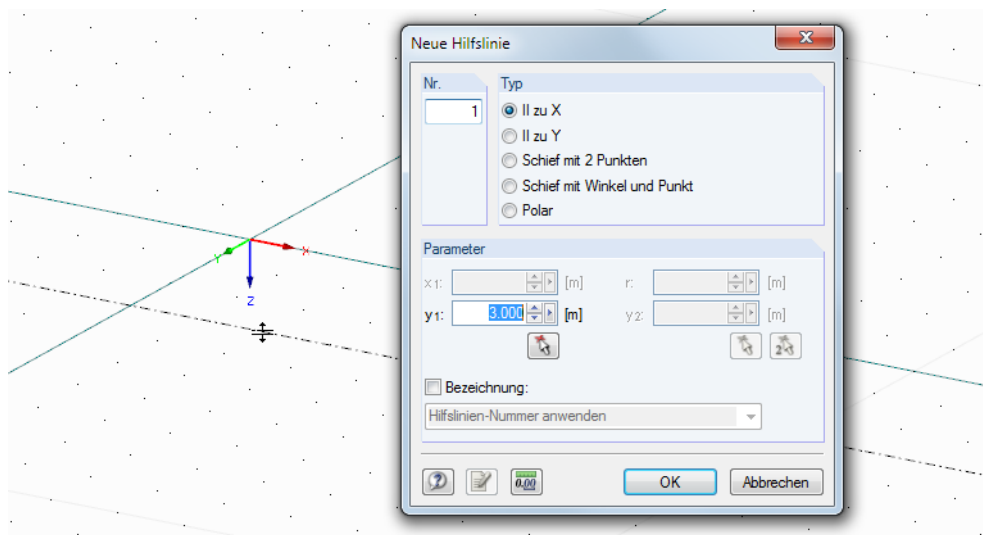 Neue Hilfslinie
Nr.
1
Typ
II zu X
II zu Y
Schief mit 2 Punkten
Schief mit Winkel und Punkt
Polar
Parameter
x1: [m] r: [m]
y1: 3.000 [m] y2: [m]
2
Bezeichnung:
Hilfslinien-Nummer anwenden
0.00
OK
Abbrechen
X
Y
Z